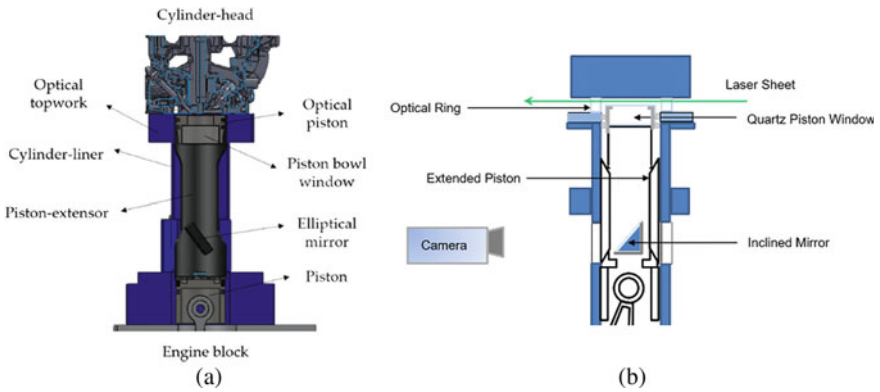 Cylinder-head
Optical
topwork
Cylinder-liner
Piston-extensor
Optical
piston
Piston bowl
window
Elliptical
mirror
Piston
Engine block
(a)
Laser Sheet
Optical Ring
Quartz Piston Window
Extended Piston
Camera
Inclined Mirror
(b)